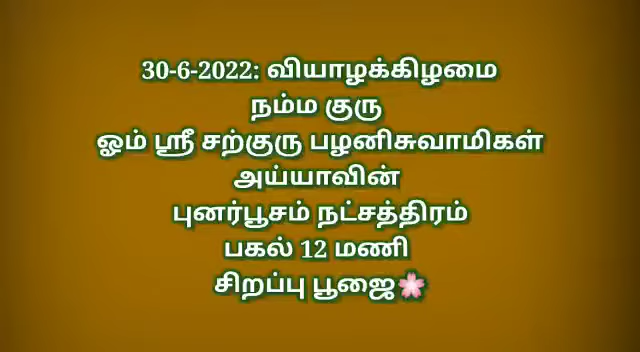 30-6-2022: வியாழக்கிழமை
நம்ம குரு
ஓம் ஸ்ரீ சற்குரு பழனிசுவாமிகள்
அய்யாவின்
புனர்பூசம் நட்சத்திரம்
பகல் 12 மணி
சிறப்பு பூஜை🌸